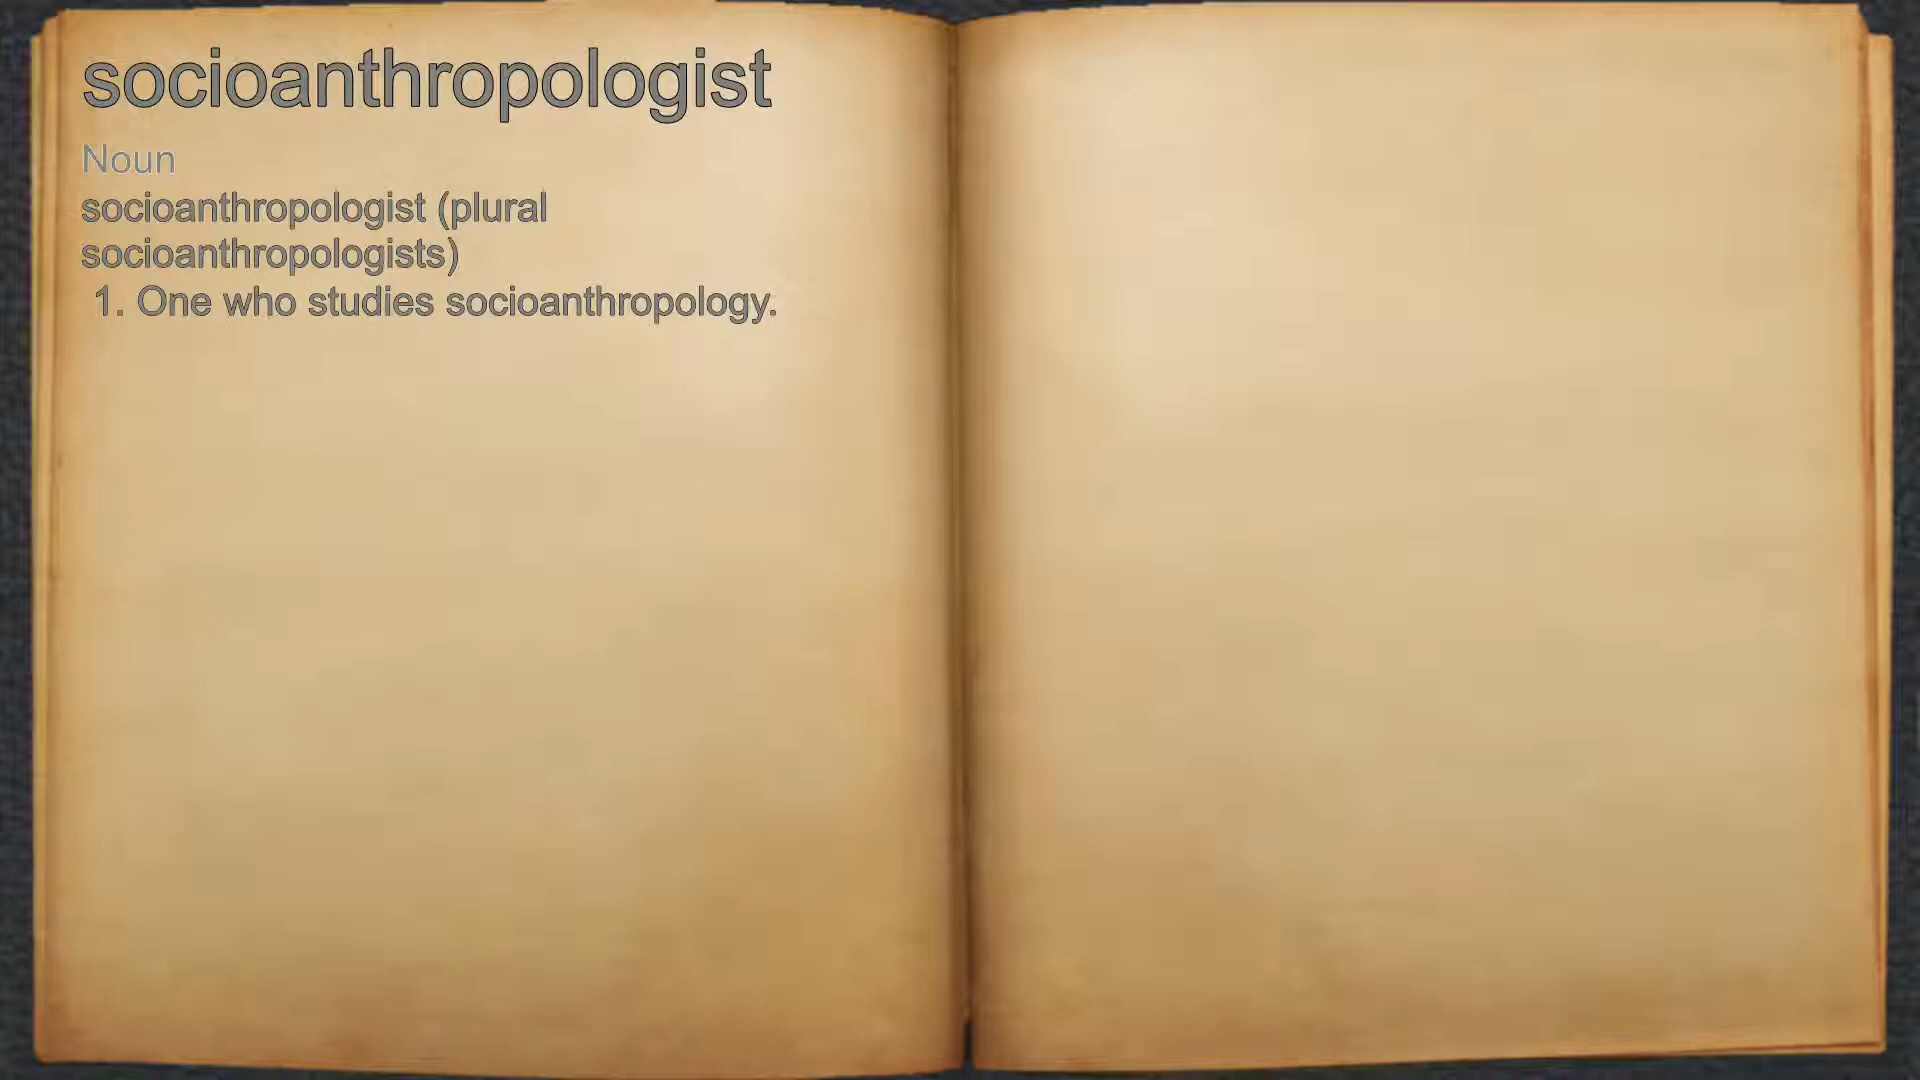 socioanthropologist
Noun
socioanthropologist (plural
socioanthropologists)
1. One who studies socioanthropology.